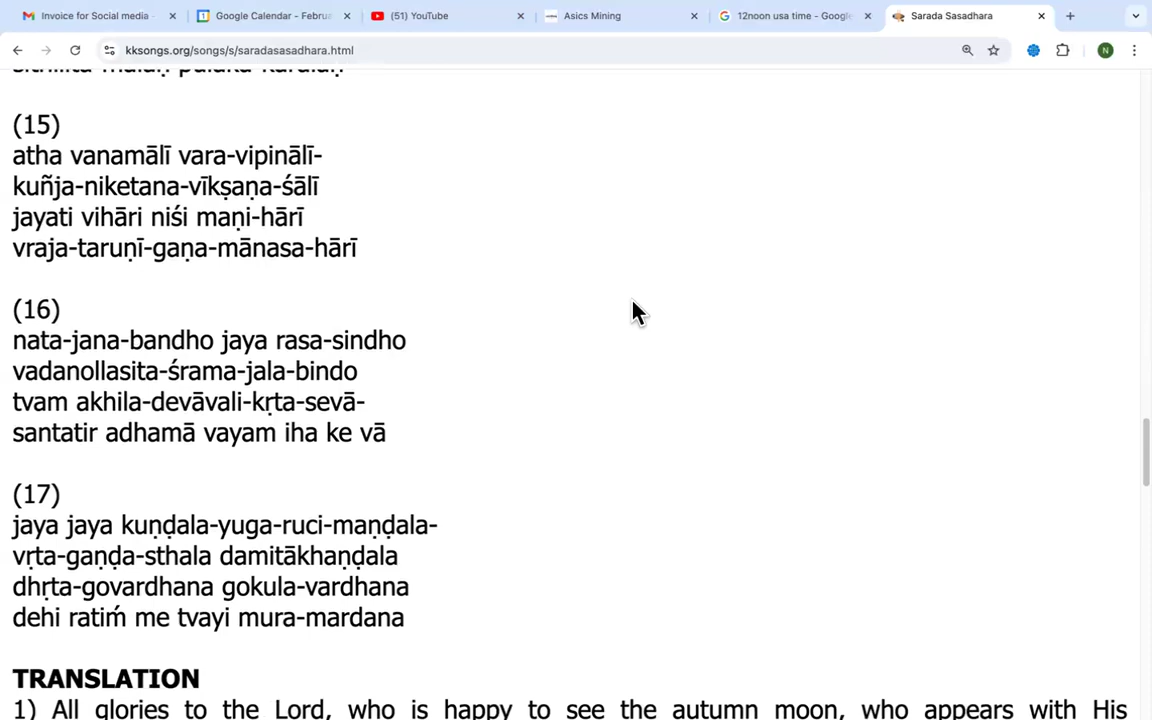 Invoice for Social media
Google Calendar - Februa
(51) YouTube
Asics Mining
12noon usa time - Google
Sarada Sasadhara
kksongs.org/songs/s/saradasasadhara.html
N
(15)
atha vanamālī vara-vipinālī-
kuñja-niketana-vīkṣaṇa-śālī
jayati vihāri niśi maṇi-hārī
vraja-taruṇī-gaṇa-mānasa-hārī
(16)
nata-jana-bandho jaya rasa-sindho
vadanollasita-śrama-jala-bindo
tvam akhila-devāvali-kṛta-sevā-
santatir adhamā vayam iha ke vā
(17)
jaya jaya kuṇḍala-yuga-ruci-maṇḍala-
vṛta-gaṇḍa-sthala damitākhaṇḍala
dhṛta-govardhana gokula-vardhana
dehi ratiḿ me tvayi mura-mardana
TRANSLATION
1) All glories to the Lord, who is happy to see the autumn moon, who appears with His